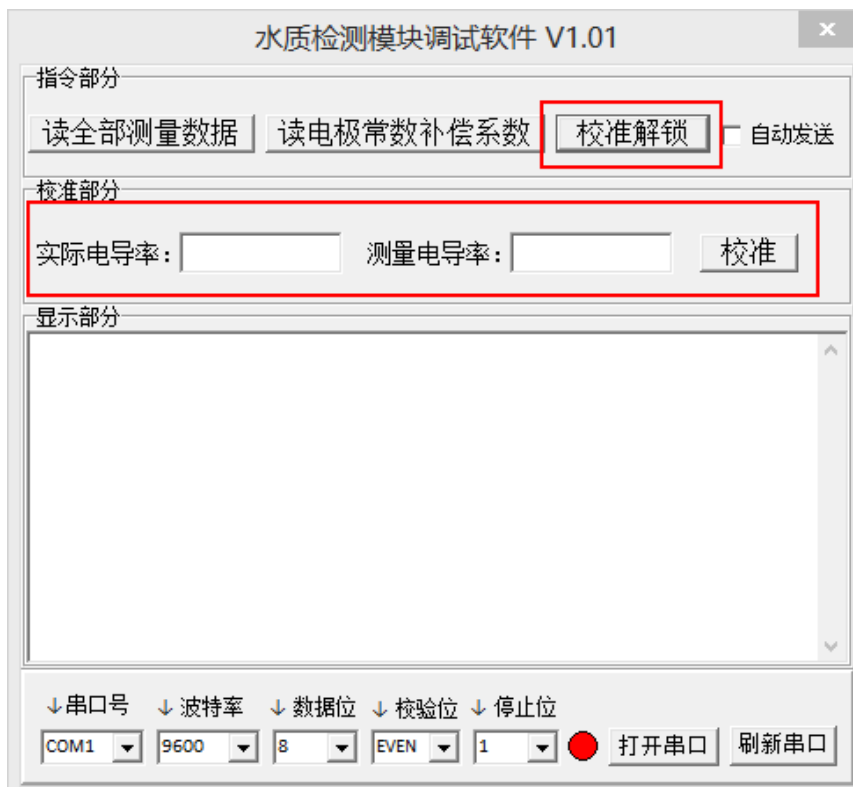 水质检测模块调试软件 V1.01
指令部分
读全部测量数据 读电极常数补偿系数 校准解锁 自动发送
校准部分
实际电导率: 测量电导率: 校准
显示部分
↓串口号 ↓波特率 ↓数据位 ↓校验位 ↓停止位
COM1 9600 8 EVEN 1 打开串口 刷新串口